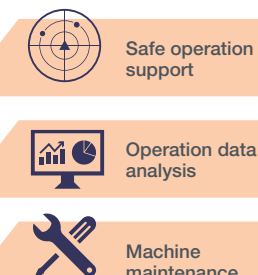 Safe operation
support
Operation data
analysis
Machine
maintenance